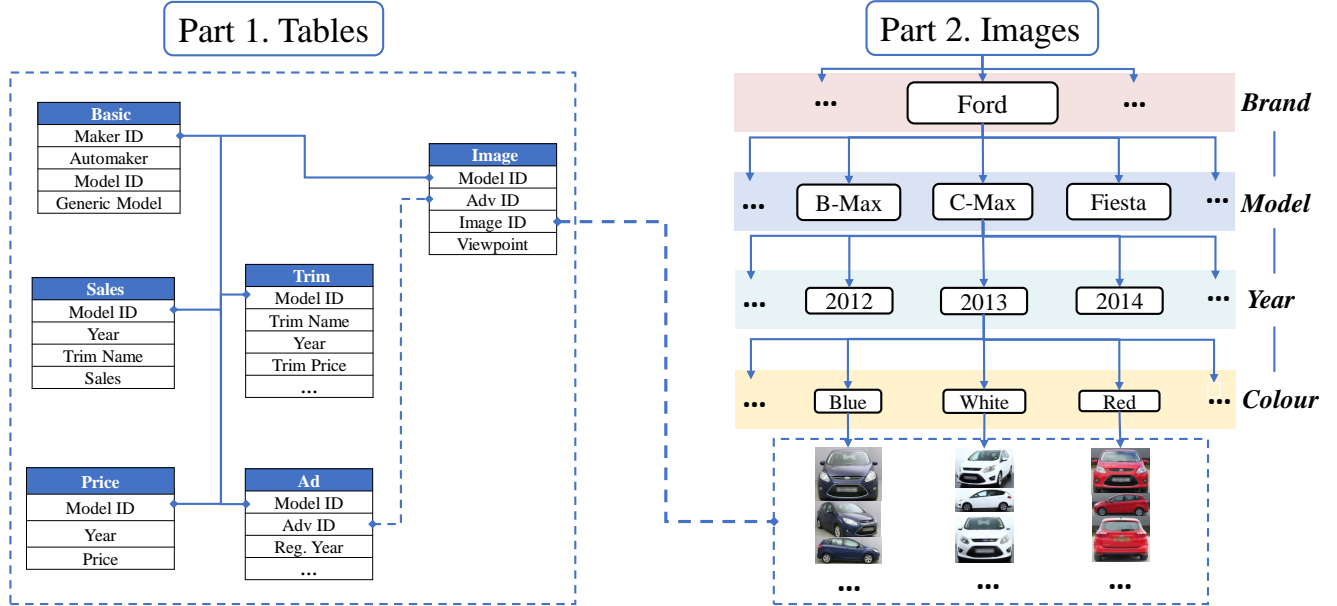 Part 1. Tables
Basic
Maker ID
Automaker
Model ID
Generic Model
Image
Model ID
Adv ID
Image ID
Viewpoint
Sales
Model ID
Year
Trim Name
Sales
Trim
Model ID
Trim Name
Year
Trim Price
...
Price
Model ID
Year
Price
Ad
Model ID
Adv ID
Reg. Year
...
Part 2. Images
... Ford ... Brand
... B-Max C-Max Fiesta ... Model
... 2012 2013 2014 ... Year
... Blue White Red ... Colour
... ... ...